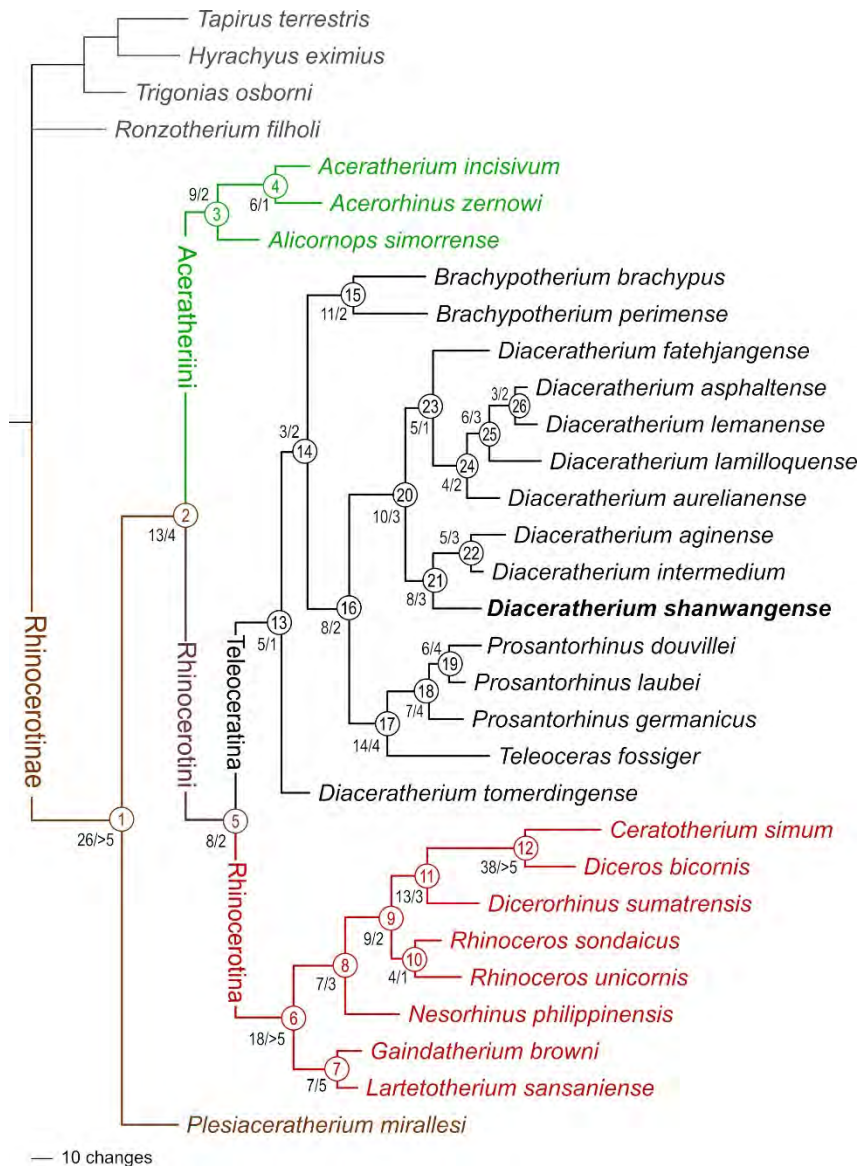 Tapirus terrestris
Hyrachyus eximius
Trigonias osborni
Ronzotherium filholi
Aceratherium incisivum
9/2
4
6/1
Acerorhinus zernowi
3
Alicornops simorrense
Aceratheriini
Brachypotherium brachypus
15
11/2
Brachypotherium perimense
Diaceratherium fatehjangense
Diaceratherium asphaltense
3/2
26
23
5/1
6/3
Diaceratherium lemanense
25
3/2
14
Diaceratherium lamilloquense
24
4/2
20
10/3
Diaceratherium aurelianense
2
13/4
Diaceratherium aginense
5/3
22
Diaceratherium intermedium
21
8/3
16
8/2
Diaceratherium shanwangense
13
5/1
Rhinocerotinae
Rhinocerotini
Teleoceratina
Prosantorhinus douvillei
6/4
19
Prosantorhinus laubei
18
7/4
Prosantorhinus germanicus
17
14/4
Teleoceras fossiger
Diaceratherium tomerdingense
1
26/>5
5
8/2
Ceratotherium simum
12
38/>5
Diceros bicornis
11
13/3
Dicerorhinus sumatrensis
9
9/2
Rhinoceros sondaicus
10
4/1
Rhinoceros unicornis
8
7/3
Rhinocerotina
Nesorhinus philippinensis
6
18/>5
Gaindatherium browni
7
7/5
Lartetotherium sansaniense
Plesiaceratherium mirallesi
10 changes